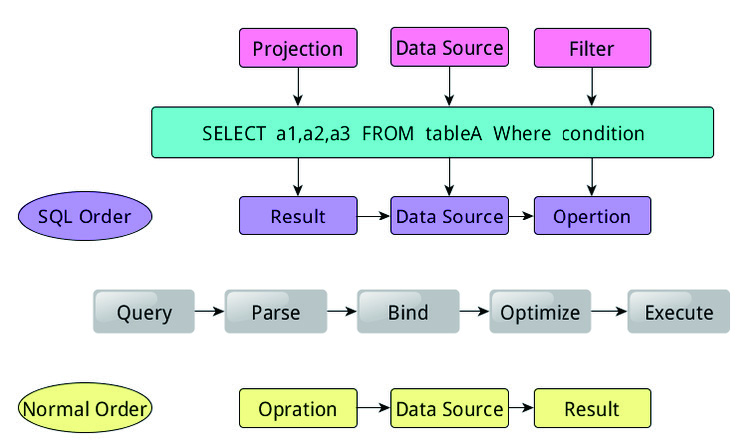 Projection Data Source Filter
SELECT a1,a2,a3 FROM tableA Where condition
SQL Order Result Data Source Opertion
Query Parse Bind Optimize Execute
Normal Order Opration Data Source Result